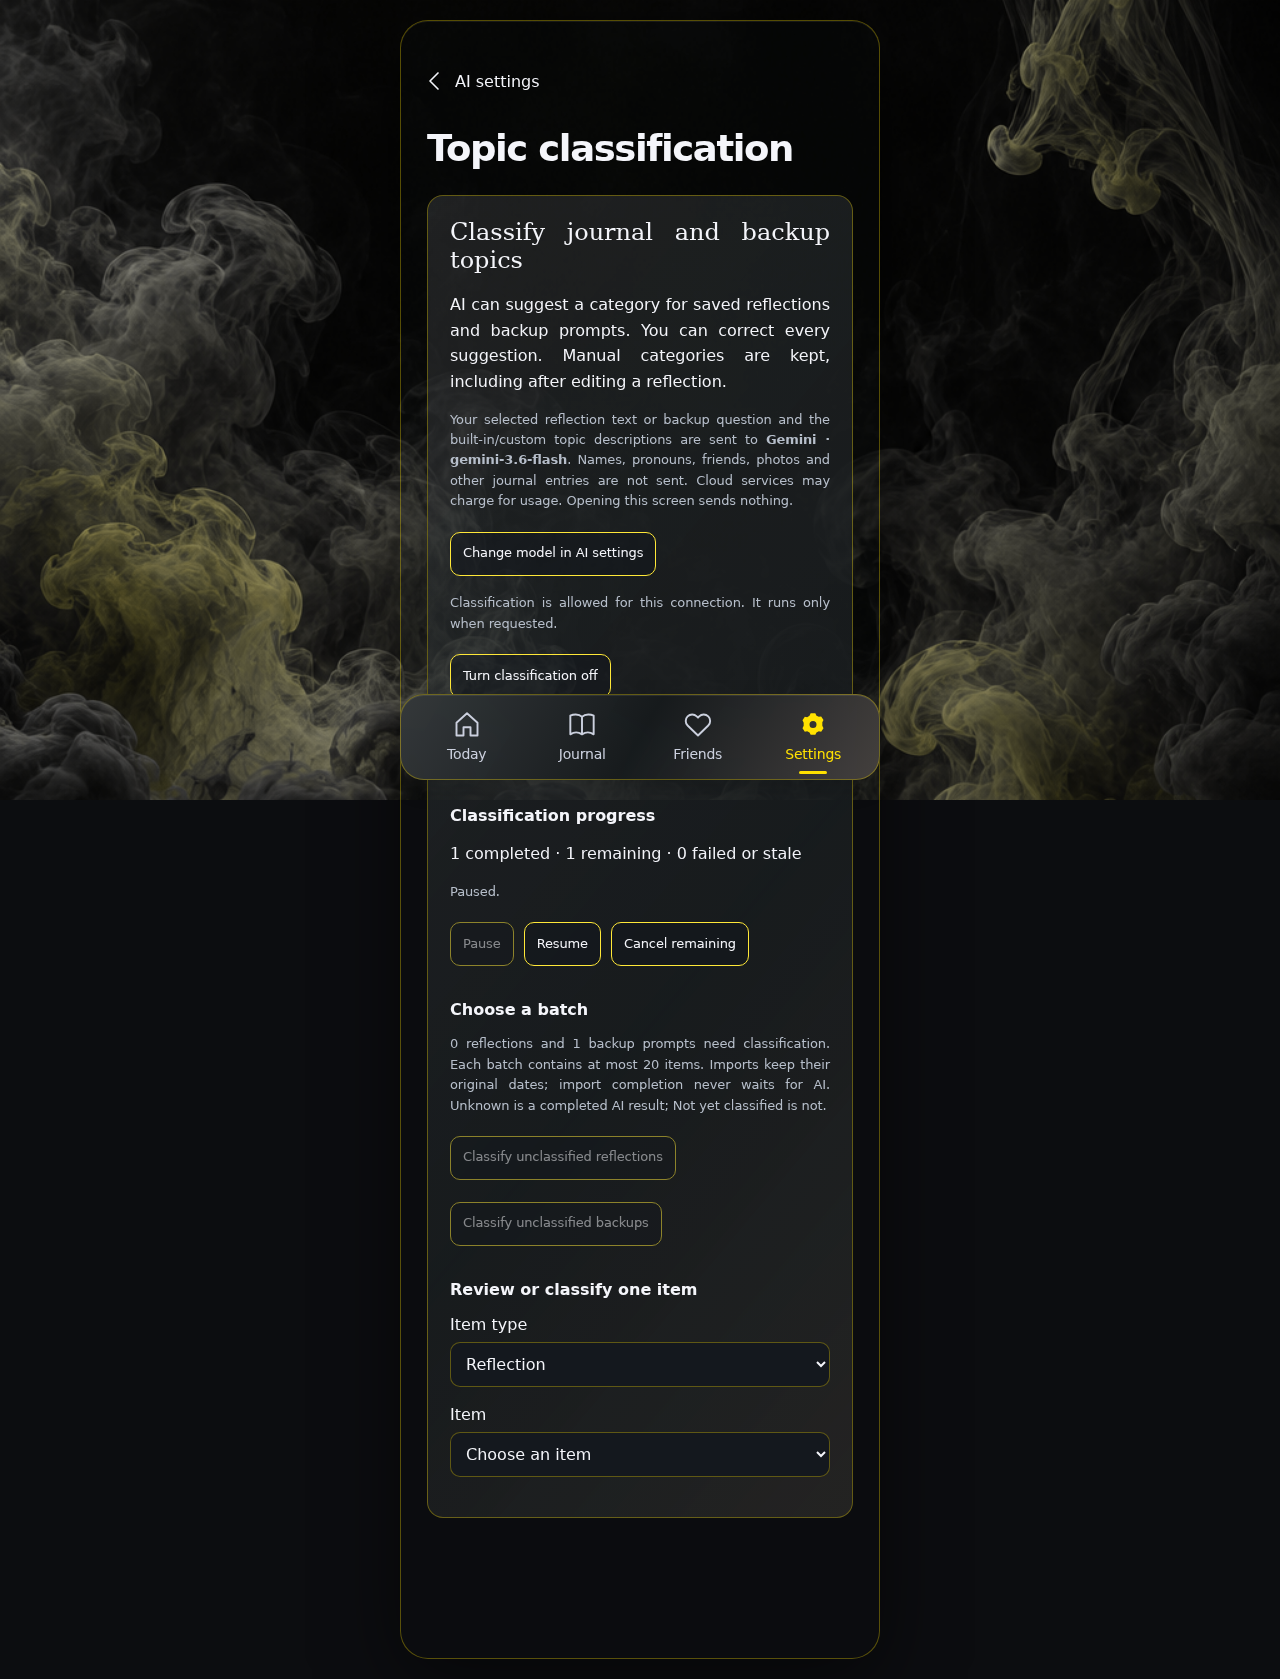 AI settings
Topic classification
Classify journal and backup
topics
AI can suggest a category for saved reflections
and backup prompts. You can correct every
suggestion. Manual categories are kept,
including after editing a reflection.
Your selected reflection text or backup question and the
built-in/custom topic descriptions are sent to Gemini ·
gemini-3.6-flash. Names, pronouns, friends, photos and
other journal entries are not sent. Cloud services may
charge for usage. Opening this screen sends nothing.
Change model in AI settings
Classification is allowed for this connection. It runs only
when requested.
Turn classification off
Today Journal Friends Settings
Classification progress
1 completed · 1 remaining · 0 failed or stale
Paused.
Pause Resume Cancel remaining
Choose a batch
0 reflections and 1 backup prompts need classification.
Each batch contains at most 20 items. Imports keep their
original dates; import completion never waits for AI.
Unknown is a completed AI result; Not yet classified is not.
Classify unclassified reflections
Classify unclassified backups
Review or classify one item
Item type
Reflection
Item
Choose an item